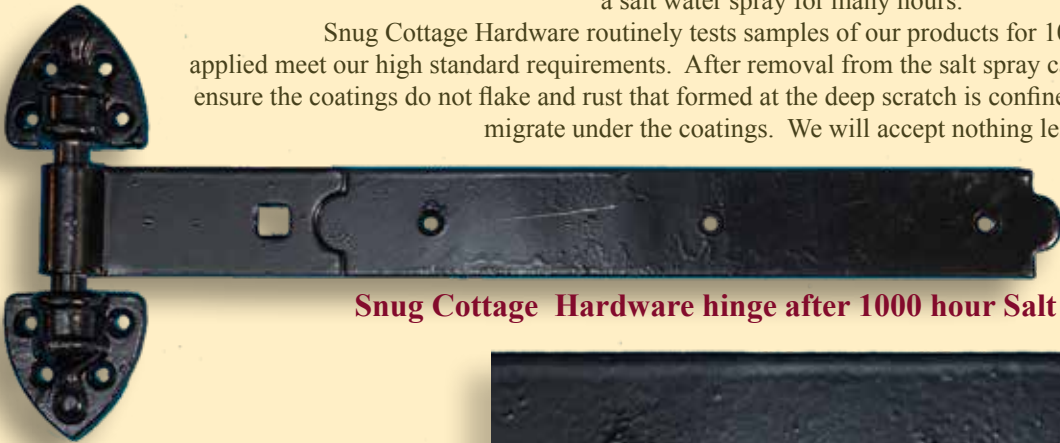 a salt water spray for many hours.
Snug Cottage Hardware routinely tests samples of our products for
applied meet our high standard requirements.  After removal from the salt spray
ensure the coatings do not flake and rust that formed at the deep scratch is
migrate under the coatings.  We will accept nothing
Snug Cottage  Hardware hinge after 1000 hour Salt